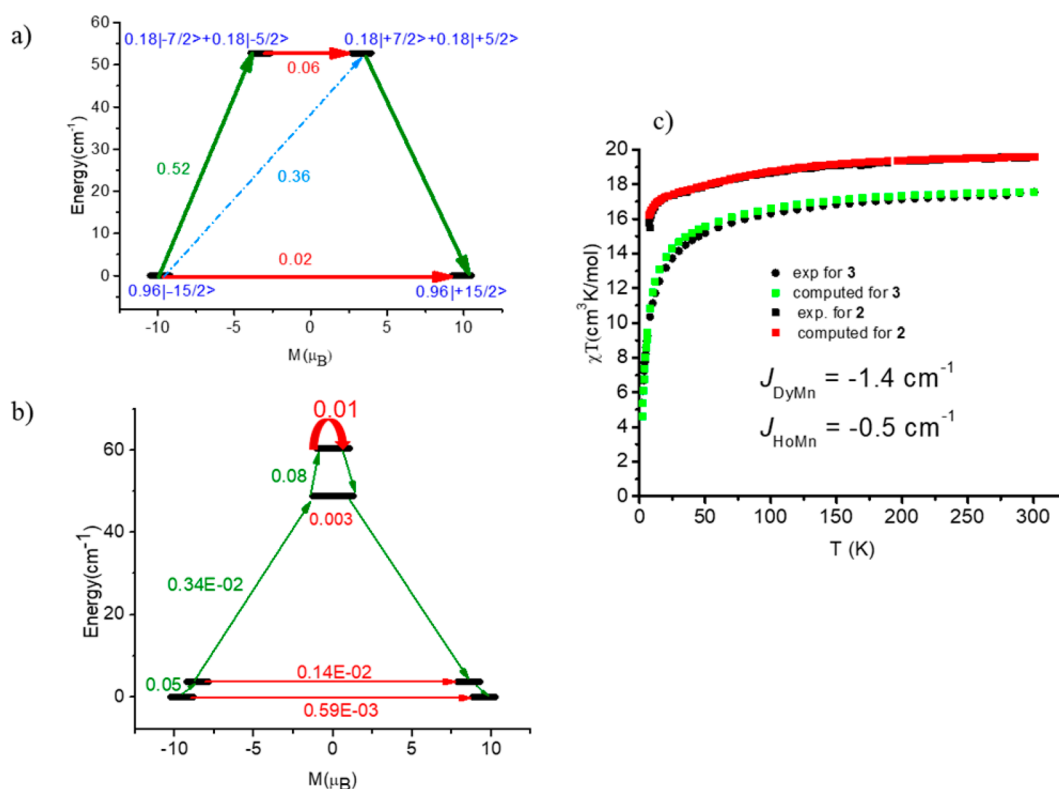 a)
60
50
40
30
20
10
0
Energy(cm⁻¹)
0.18|-7/2>+0.18|-5/2>
0.18|+7/2>+0.18|+5/2>
0.06
0.52
0.36
0.02
0.96|−15/2>
0.96|+15/2>
-10
-5
0
5
10
M(μB)
b)
60
40
20
0
Energy(cm⁻¹)
0.01
0.08
0.003
0.34E-02
0.05
0.14E-02
0.59E-03
-10
-5
0
5
10
M(μB)
c)
20
18
16
14
12
10
8
6
4
2
0
χT(cm³K/mol)
exp for 3
computed for 3
exp. for 2
computed for 2
J_DyMn = -1.4 cm⁻¹
J_HoMn = -0.5 cm⁻¹
0
50
100
150
200
250
300
T (K)